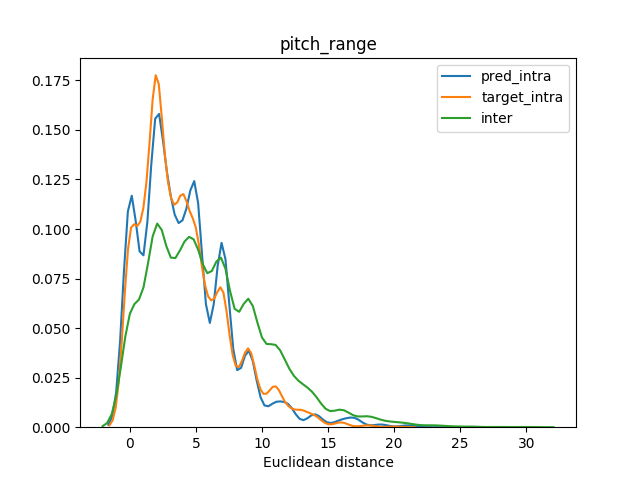 pitch_range
pred_intra
target_intra
inter
0.175
0.150
0.125
0.100
0.075
0.050
0.025
0.000
0 5 10 15 20 25 30
Euclidean distance